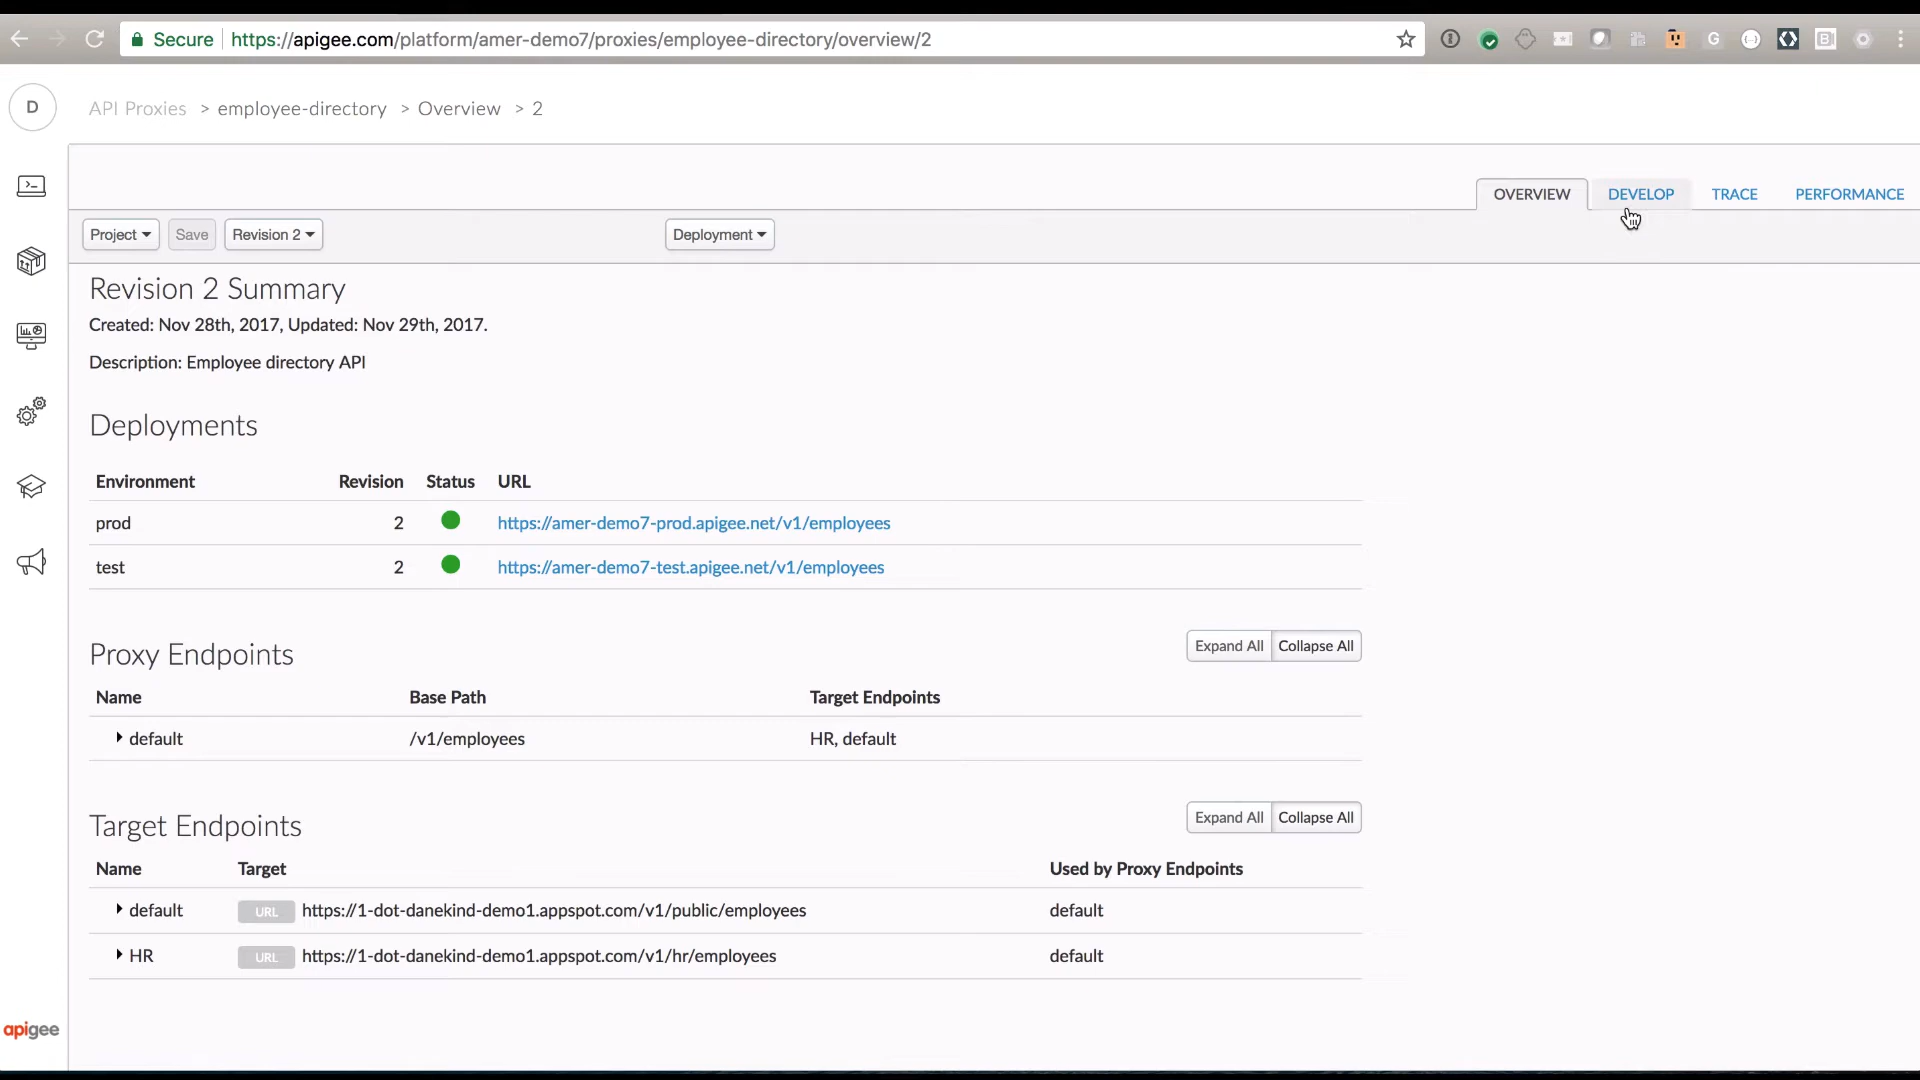 Secure https://apigee.com/platform/amer-demo7/proxies/employee-directory/overview/2
D API Proxies > employee-directory > Overview > 2
OVERVIEW DEVELOP TRACE PERFORMANCE
Project Save Revision 2 Deployment
Revision 2 Summary
Created: Nov 28th, 2017, Updated: Nov 29th, 2017.
Description: Employee directory API
Deployments
Environment Revision Status URL
prod 2 https://amer-demo7-prod.apigee.net/v1/employees
test 2 https://amer-demo7-test.apigee.net/v1/employees
Proxy Endpoints Expand All Collapse All
Name Base Path Target Endpoints
default /v1/employees HR, default
Target Endpoints Expand All Collapse All
Name Target Used by Proxy Endpoints
default URL https://1-dot-danekind-demo1.appspot.com/v1/public/employees default
HR URL https://1-dot-danekind-demo1.appspot.com/v1/hr/employees default
apigee